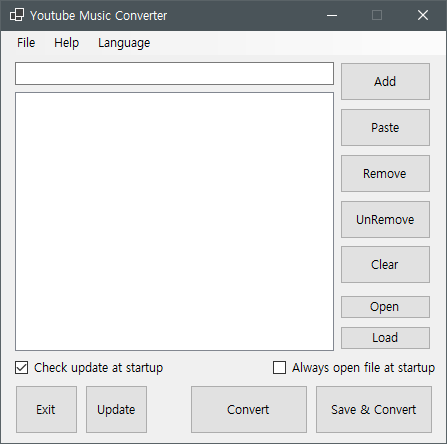 Youtube Music Converter
File Help Language
Add
Paste
Remove
UnRemove
Clear
Open
Load
Check update at startup Always open file at startup
Exit Update Convert Save & Convert